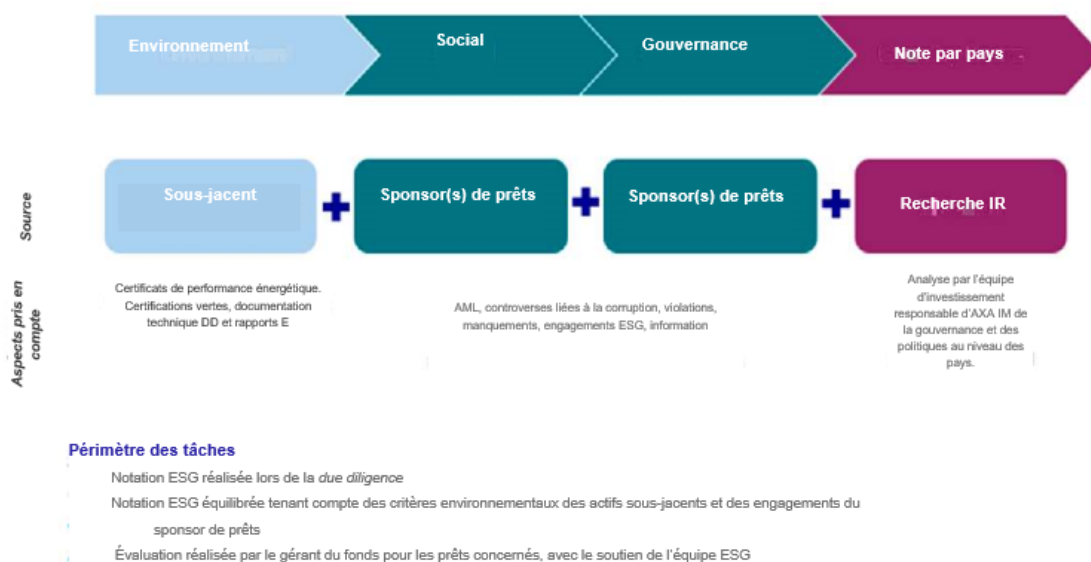 Environnement
Social
Gouvernance
Note par pays
Source
Sous-jacent
Sponsor(s) de prêts
Sponsor(s) de prêts
Recherche IR
Aspects pris en
compte
Certificats de performance énergétique.
Certifications vertes, documentation
technique DD et rapports E
AML, controverses liées à la corruption, violations,
manquements, engagements ESG, information
Analyse par l'équipe
d'investissement
responsable d'AXA IM de
la gouvernance et des
politiques au niveau des
pays.
Périmètre des tâches
Notation ESG réalisée lors de la due diligence
Notation ESG équilibrée tenant compte des critères environnementaux des actifs sous-jacents et des engagements du
sponsor de prêts
Évaluation réalisée par le gérant du fonds pour les prêts concernés, avec le soutien de l'équipe ESG